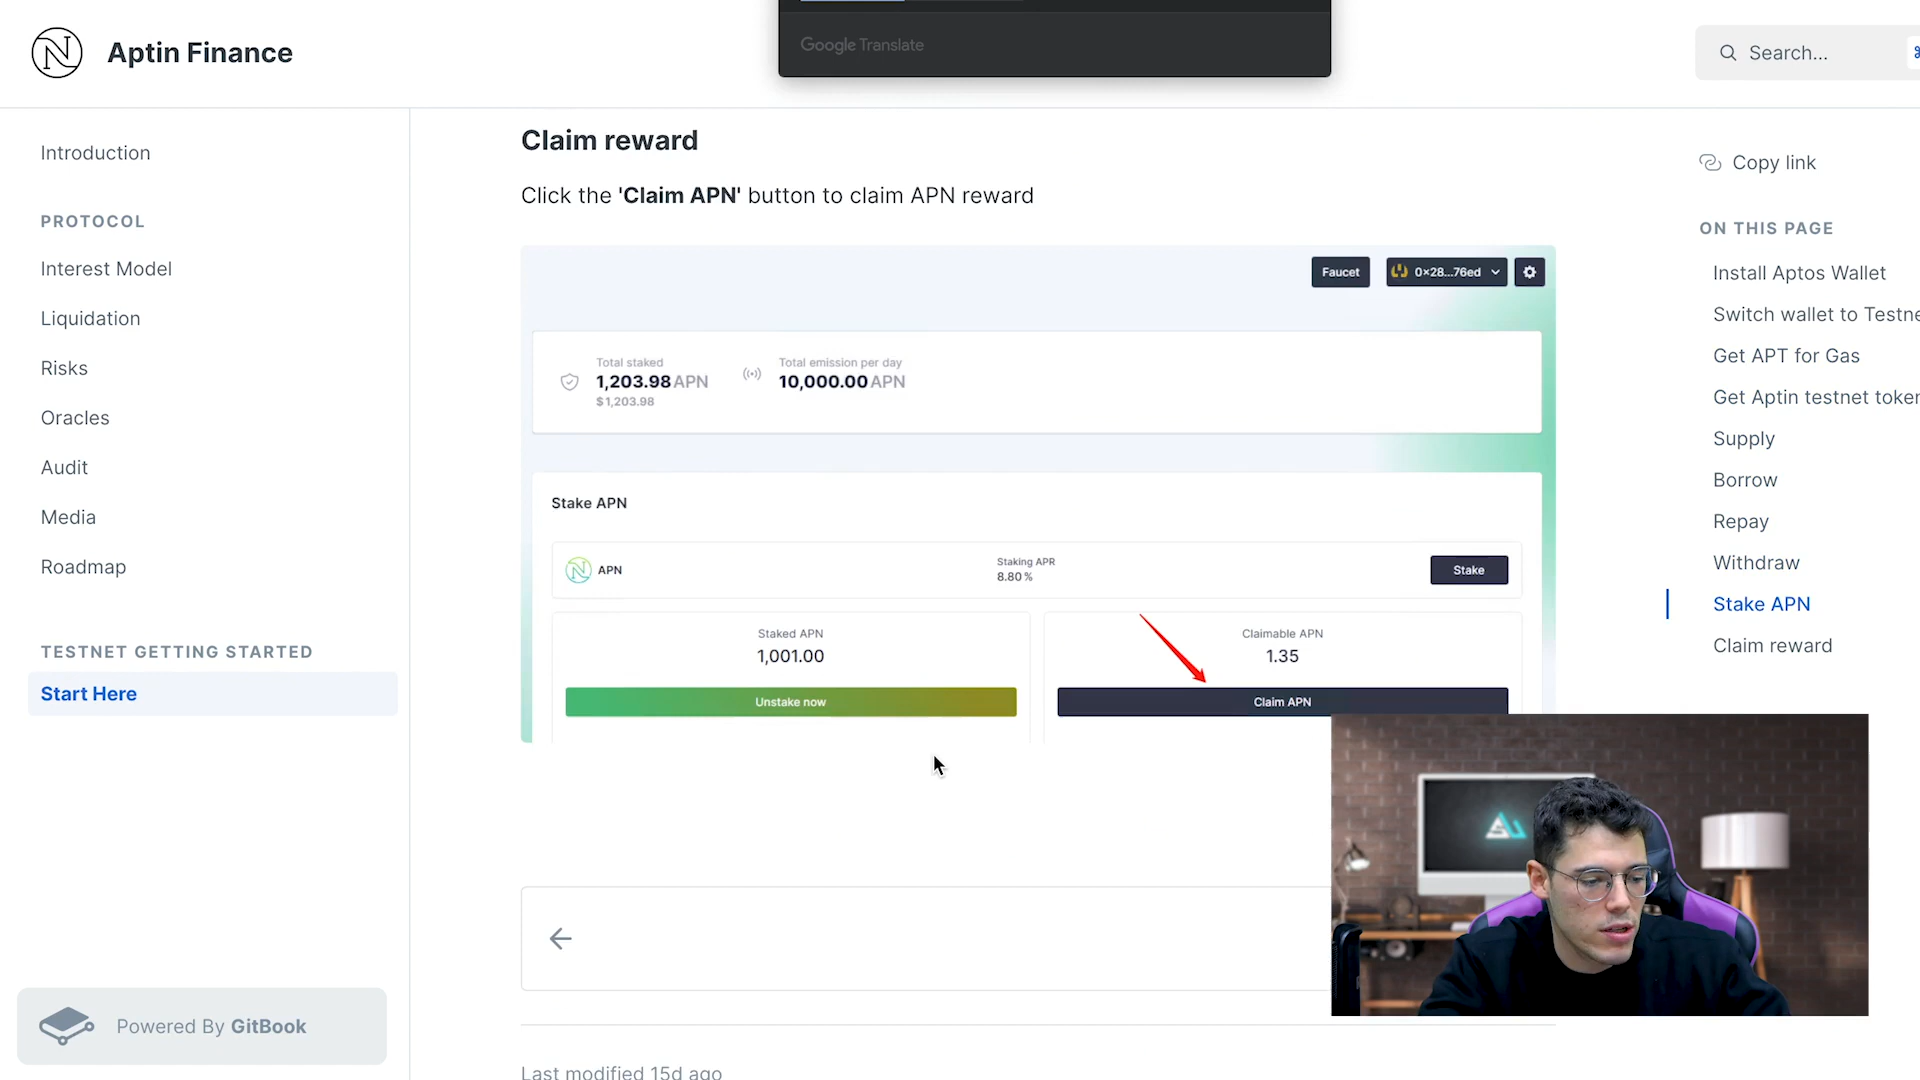 Google Translate
Aptin Finance
Search...
Introduction
PROTOCOL
Interest Model
Liquidation
Risks
Oracles
Audit
Media
Roadmap
TESTNET GETTING STARTED
Start Here
Powered By GitBook
Claim reward
Click the 'Claim APN' button to claim APN reward
Faucet
0×28...76ed
Total staked
1,203.98 APN
$1,203.98
Total emission per day
10,000.00 APN
Stake APN
APN
Staking APR
8.80%
Stake
Staked APN
1,001.00
Unstake now
Claimable APN
1.35
Claim APN
Last modified 15d ago
Copy link
ON THIS PAGE
Install Aptos Wallet
Switch wallet to Testne
Get APT for Gas
Get Aptin testnet token
Supply
Borrow
Repay
Withdraw
Stake APN
Claim reward